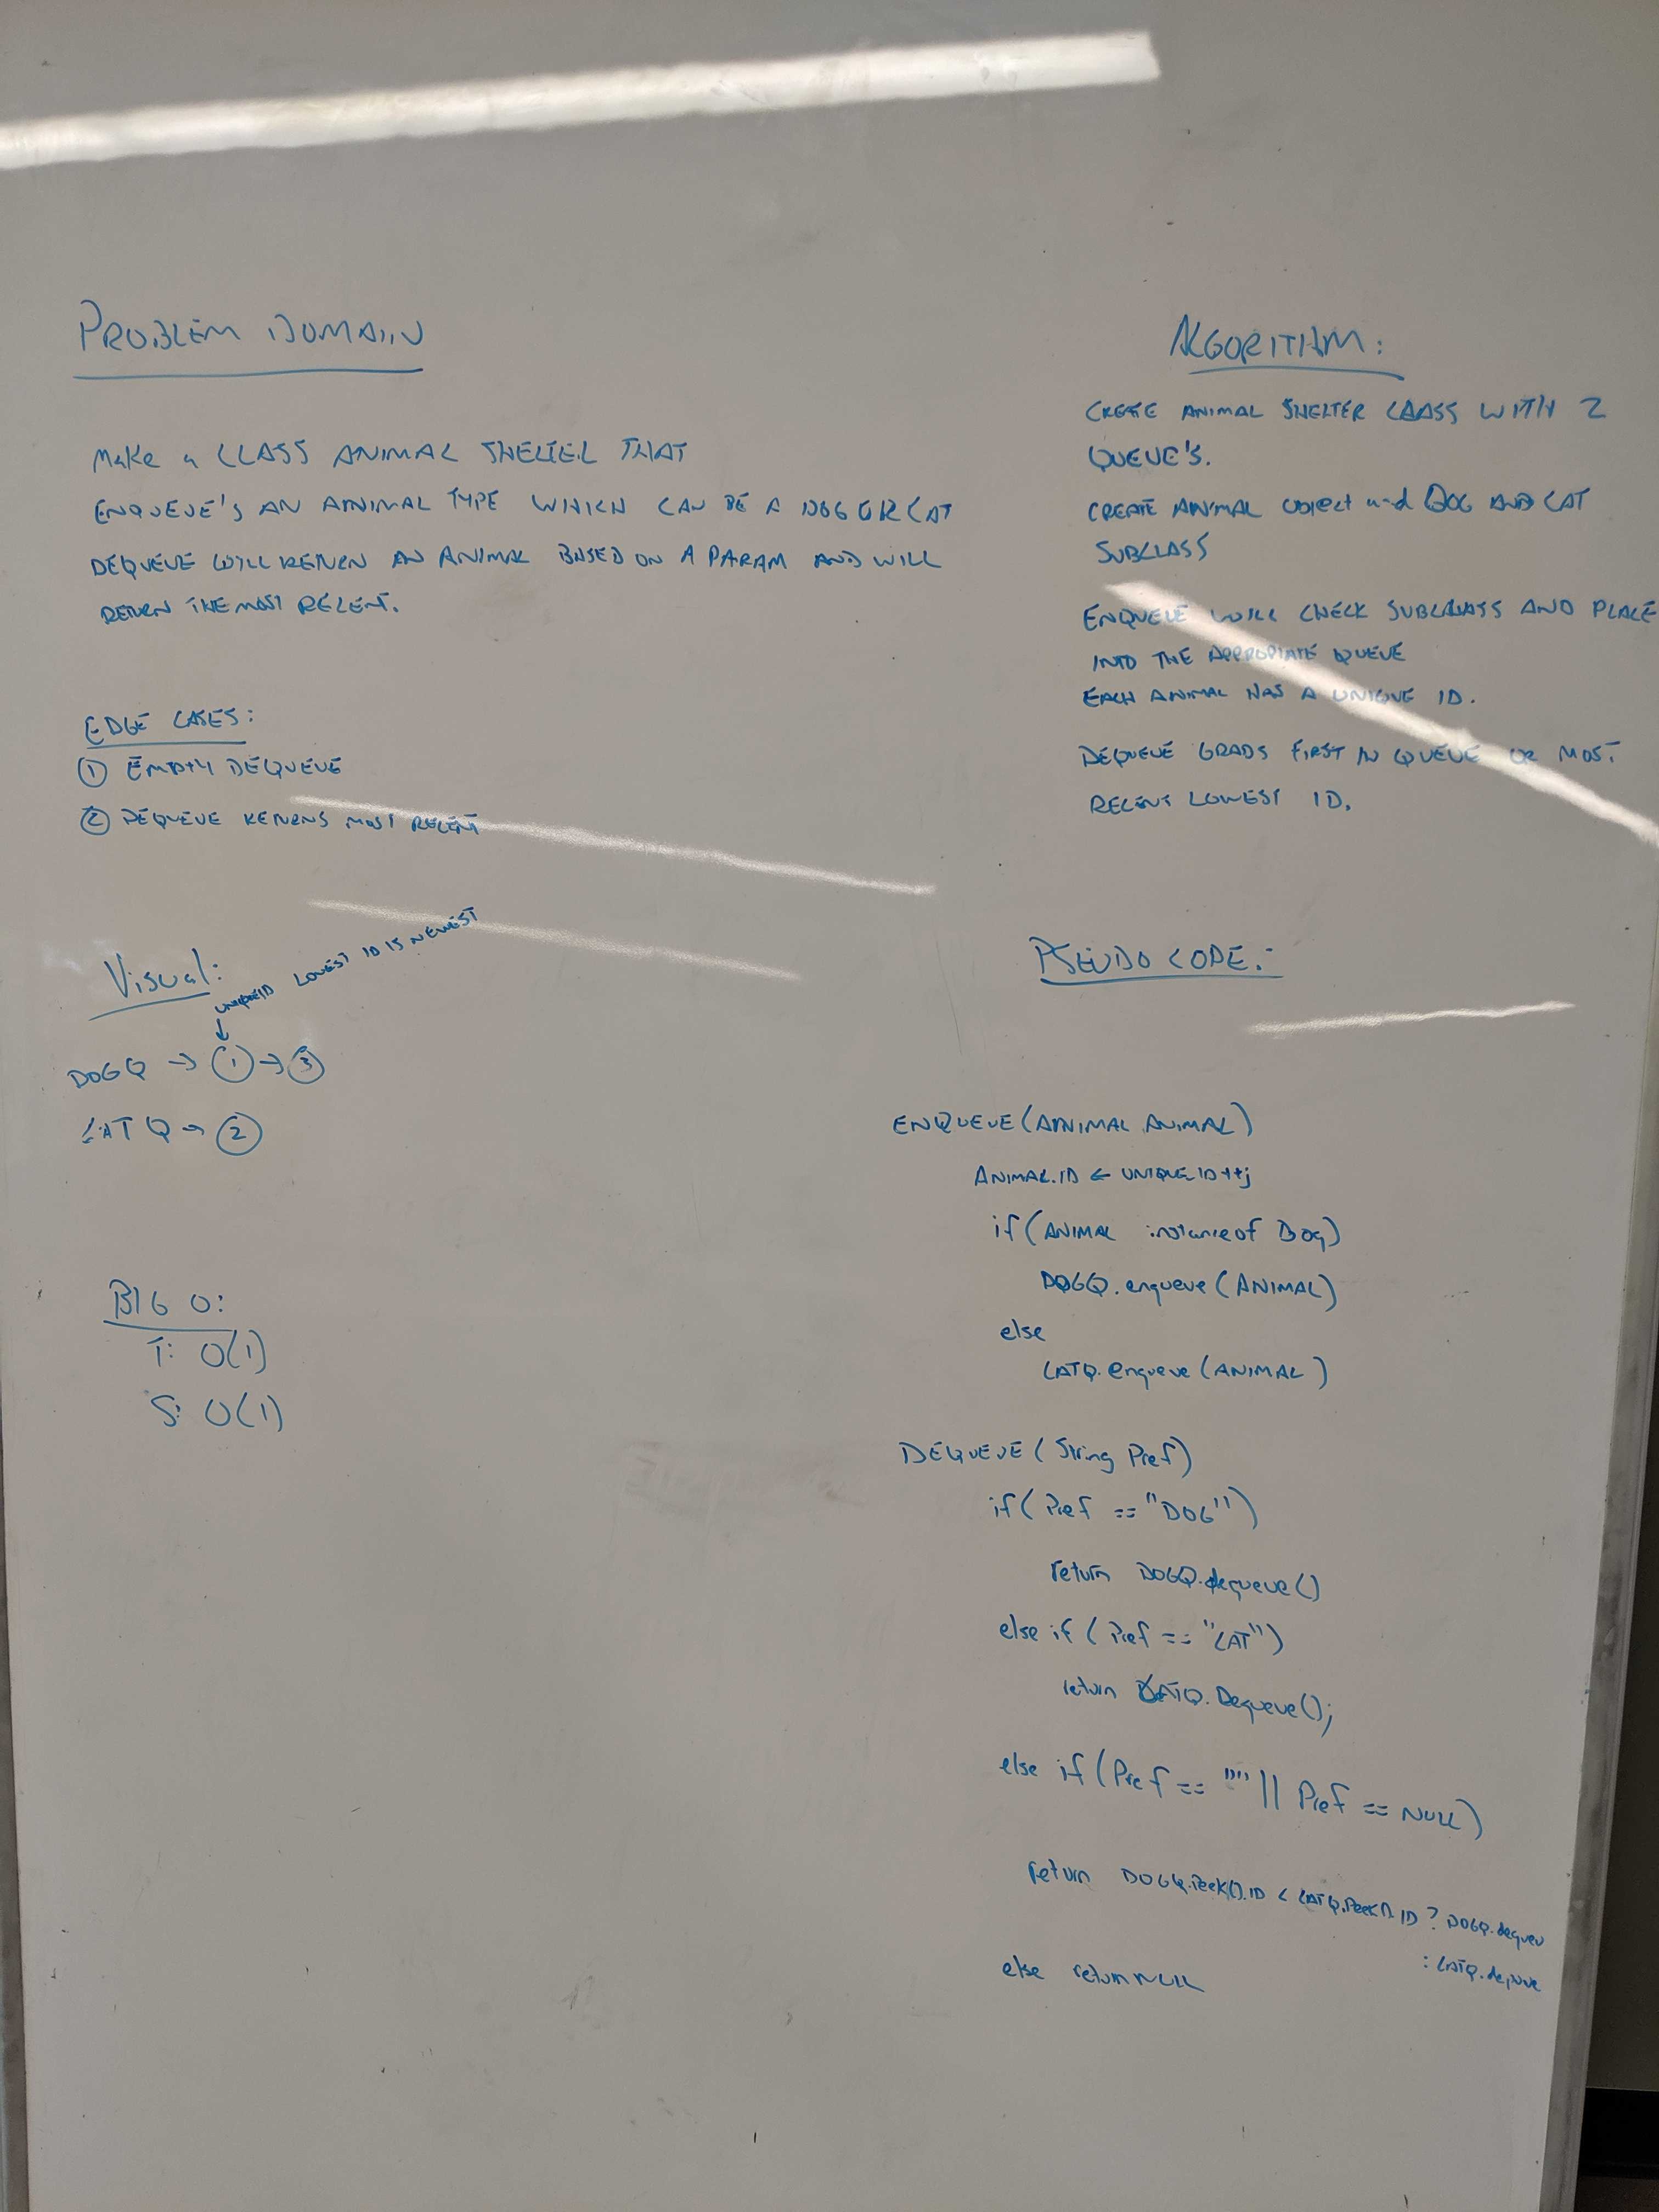 PROBLEM DOMAIN
Make a CLASS ANIMAL SHELTER THAT
ENQUEUE'S AN ANIMAL TYPE WHICH CAN BE A DOG OR CAT
DEQUEUE WILL RETURN AN ANIMAL BASED ON A PARAM AND WILL
RETURN THE MOST RECENT.
EDGE CASES:
① EMPTY DEQUEUE
② DEQUEUE RETURNS MOST RECENT
Visual:
UNIQUE ID LOWEST ID IS NEWEST
↓
DOGQ → ① → ③
CATQ → ②
BIG O:
T: O(1)
S: O(1)
ALGORITHM:
CREATE ANIMAL SHELTER CLASS WITH 2
QUEUE'S.
CREATE ANIMAL object and DOG AND CAT
SUBCLASS
ENQUEUE WILL CHECK SUBCLASS AND PLACE
INTO THE APPROPIATE QUEUE
EACH ANIMAL HAS A UNIQUE ID.
DEQUEUE GRABS FIRST IN QUEUE OR MOST
RECENT LOWEST ID.
PSEUDO CODE:
ENQUEUE(ANIMAL ANIMAL)
ANIMAL.ID ← UNIQUE ID++;
if(ANIMAL instanceof Dog)
DOGQ.enqueue(ANIMAL)
else
CATQ.enqueue(ANIMAL)
DEQUEUE(String Pref)
if(Pref == "DOG")
return DOGQ.dequeue()
else if(Pref == "CAT")
return CATQ.Dequeue();
else if(Pref == "" || Pref == NULL)
return DOGQ.Peek().ID < CATQ.Peek().ID ? DOGQ.dequeu
: CATQ.dequeue
else return NULL